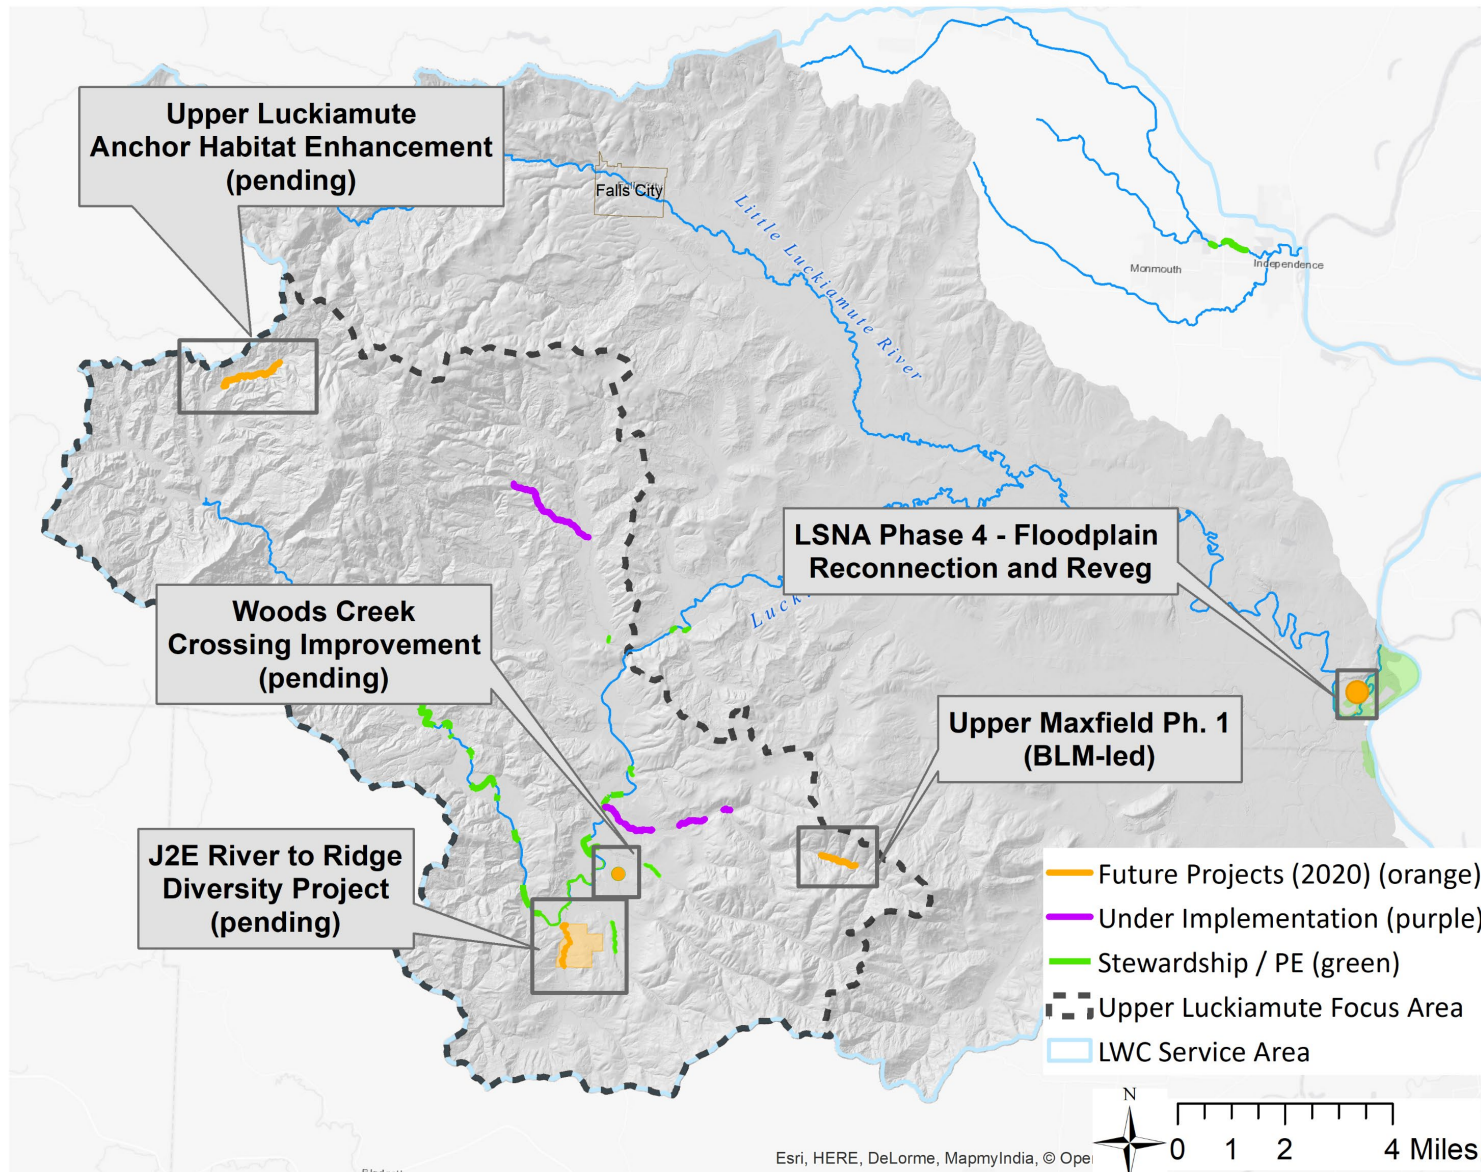 Upper Luckiamute
Anchor Habitat Enhancement
(pending)
Falls City
Little Luckiamute River
Monmouth
Independence
LSNA Phase 4 - Floodplain
Reconnection and Reveg
Woods Creek
Crossing Improvement
(pending)
Upper Maxfield Ph. 1
(BLM-led)
J2E River to Ridge
Diversity Project
(pending)
Future Projects (2020) (orange)
Under Implementation (purple)
Stewardship / PE (green)
Upper Luckiamute Focus Area
LWC Service Area
N
0 1 2 4 Miles
Esri, HERE, DeLorme, MapmyIndia, ©